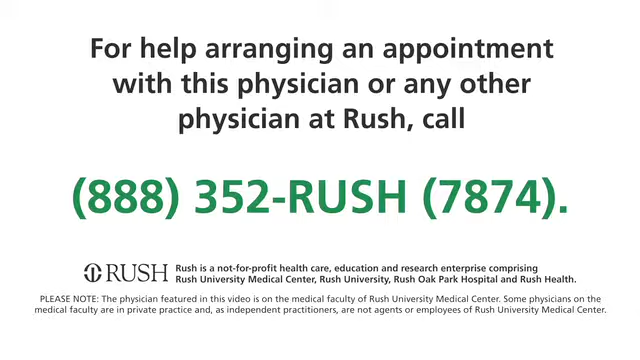 For help arranging an appointment
with this physician or any other
physician at Rush, call
(888) 352-RUSH (7874).
RUSH
Rush is a not-for-profit health care, education and research enterprise comprising
Rush University Medical Center, Rush University, Rush Oak Park Hospital and Rush Health.
PLEASE NOTE: The physician featured in this video is on the medical faculty of Rush University Medical Center. Some physicians on the
medical faculty are in private practice and, as independent practitioners, are not agents or employees of Rush University Medical Center.